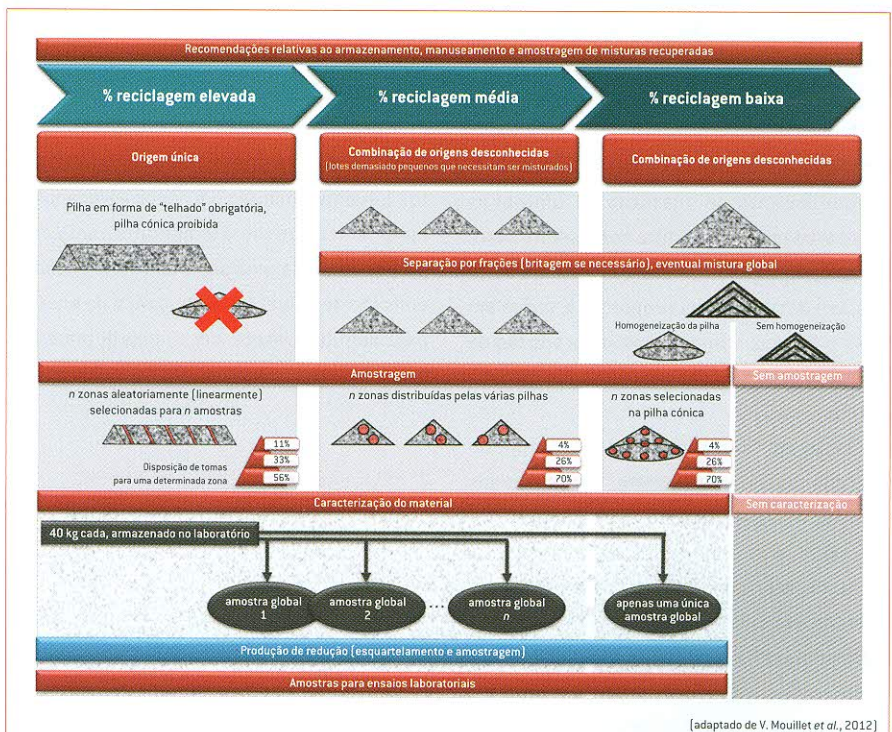 Recomendações relativas ao armazenamento, manuseamento e amostragem de misturas recuperadas
% reciclagem elevada
% reciclagem média
% reciclagem baixa
Origem única
Combinação de origens desconhecidas
(lotes demasiado pequenos que necessitam ser misturados)
Combinação de origens desconhecidas
Pilha em forma de "telhado" obrigatória,
pilha cónica proibida
Separação por frações (britagem se necessário), eventual mistura global
Homogeneização da pilha
Sem homogeneização
Amostragem
Sem amostragem
n zonas aleatoriamente (linearmente)
selecionadas para n amostras
n zonas distribuídas pelas várias pilhas
n zonas selecionadas
na pilha cónica
Disposição de tomas
para uma determinada zona
11%
33%
56%
4%
26%
70%
4%
26%
70%
Caracterização do material
Sem caracterização
40 kg cada, armazenado no laboratório
amostra global
1
amostra global
2
...
amostra global
n
apenas uma única
amostra global
Produção de redução (esquartelamento e amostragem)
Amostras para ensaios laboratoriais
(adaptado de V. Mouillet et al., 2012)